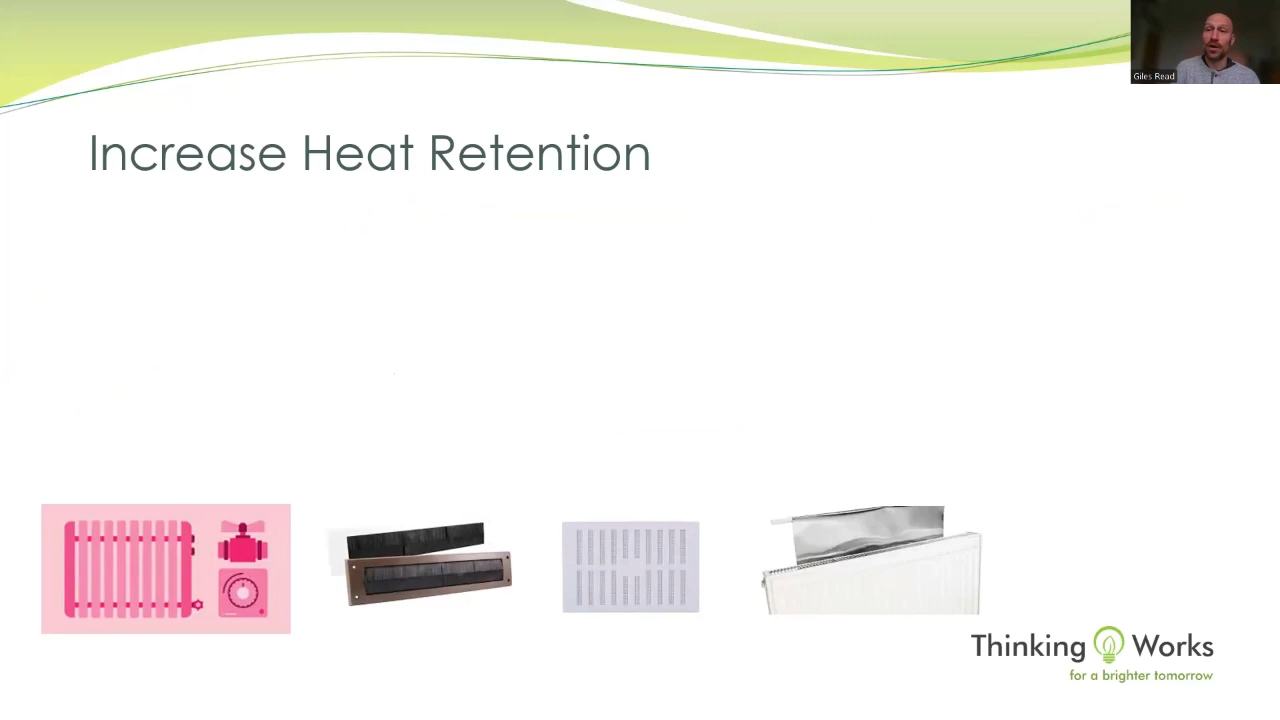 Giles Read
Increase Heat Retention
Thinking Works
for a brighter tomorrow